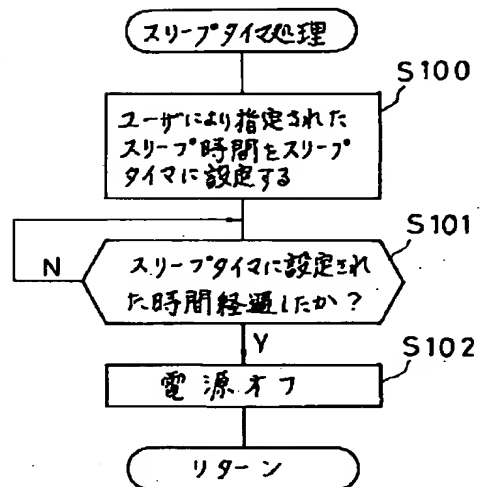 スリープタイマ処理
S100
ユーザにより指定された
スリープ時間をスリープ
タイマに設定する
S101
N
スリープタイマに設定され
た時間経過したか?
Y
S102
電源オフ
リターン